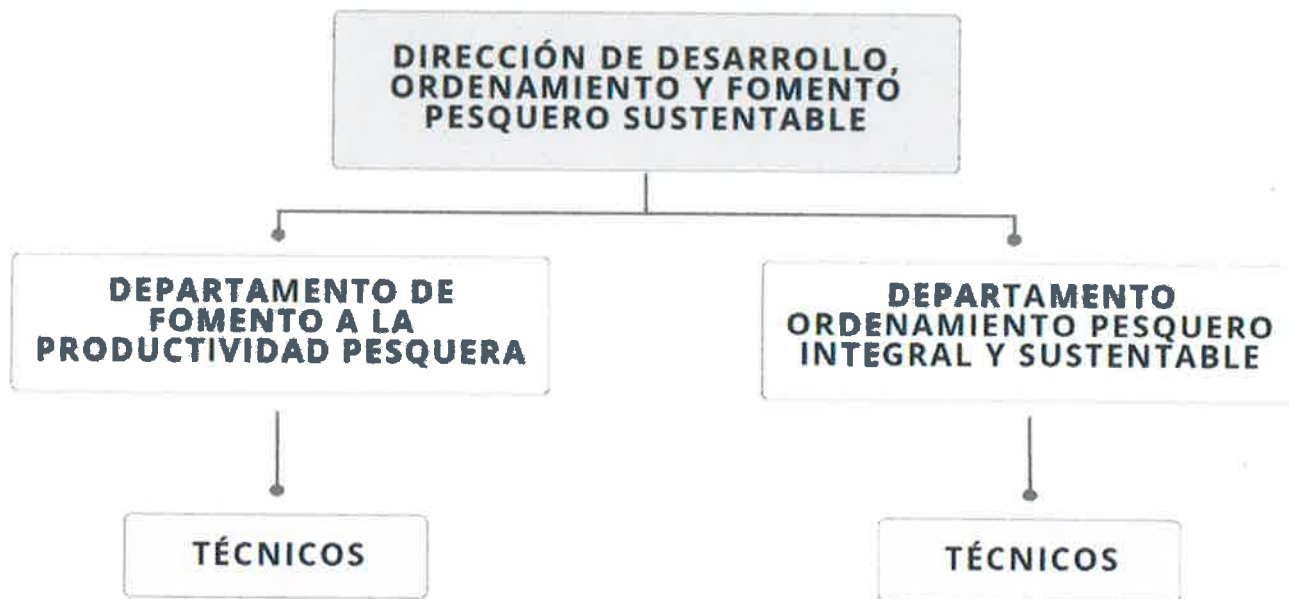 DIRECCIÓN DE DESARROLLO,
ORDENAMIENTO Y FOMENTO
PESQUERO SUSTENTABLE
DEPARTAMENTO DE
FOMENTO A LA
PRODUCTIVIDAD PESQUERA
DEPARTAMENTO
ORDENAMIENTO PESQUERO
INTEGRAL Y SUSTENTABLE
TÉCNICOS
TÉCNICOS